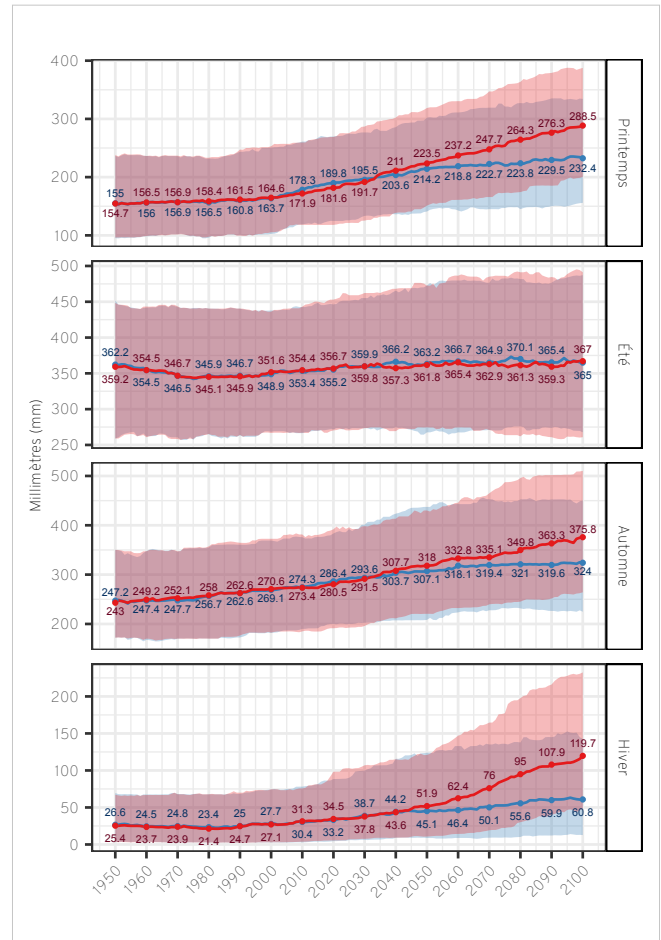 Millimètres (mm)
400
300
200
100
Printemps
155 156.5 156.9 158.4 161.5 164.6 178.3 189.8 195.5 211 223.5 237.2 247.7 264.3 276.3 288.5
154.7 156 156.9 156.5 160.8 163.7 171.9 181.6 191.7 203.6 214.2 218.8 222.7 223.8 229.5 232.4
500
450
400
350
300
250
Été
362.2 354.5 346.7 345.9 346.7 351.6 354.4 356.7 359.9 366.2 363.2 366.7 364.9 370.1 365.4 367
359.2 354.5 346.5 345.1 345.9 348.9 353.4 355.2 359.8 357.3 361.8 365.4 362.9 361.3 359.3 365
500
400
300
200
Automne
247.2 249.2 252.1 258 262.6 270.6 274.3 286.4 293.6 307.7 318 332.8 335.1 349.8 363.3 375.8
243 247.4 247.7 256.7 262.6 269.1 273.4 280.5 291.5 303.7 307.1 318.1 319.4 321 319.6 324
200
150
100
50
0
Hiver
26.6 24.5 24.8 23.4 25 27.7 31.3 34.5 38.7 44.2 51.9 62.4 76 95 107.9 119.7
25.4 23.7 23.9 21.4 24.7 27.1 30.4 33.2 37.8 43.6 45.1 46.4 50.1 55.6 59.9 60.8
1950 1960 1970 1980 1990 2000 2010 2020 2030 2040 2050 2060 2070 2080 2090 2100